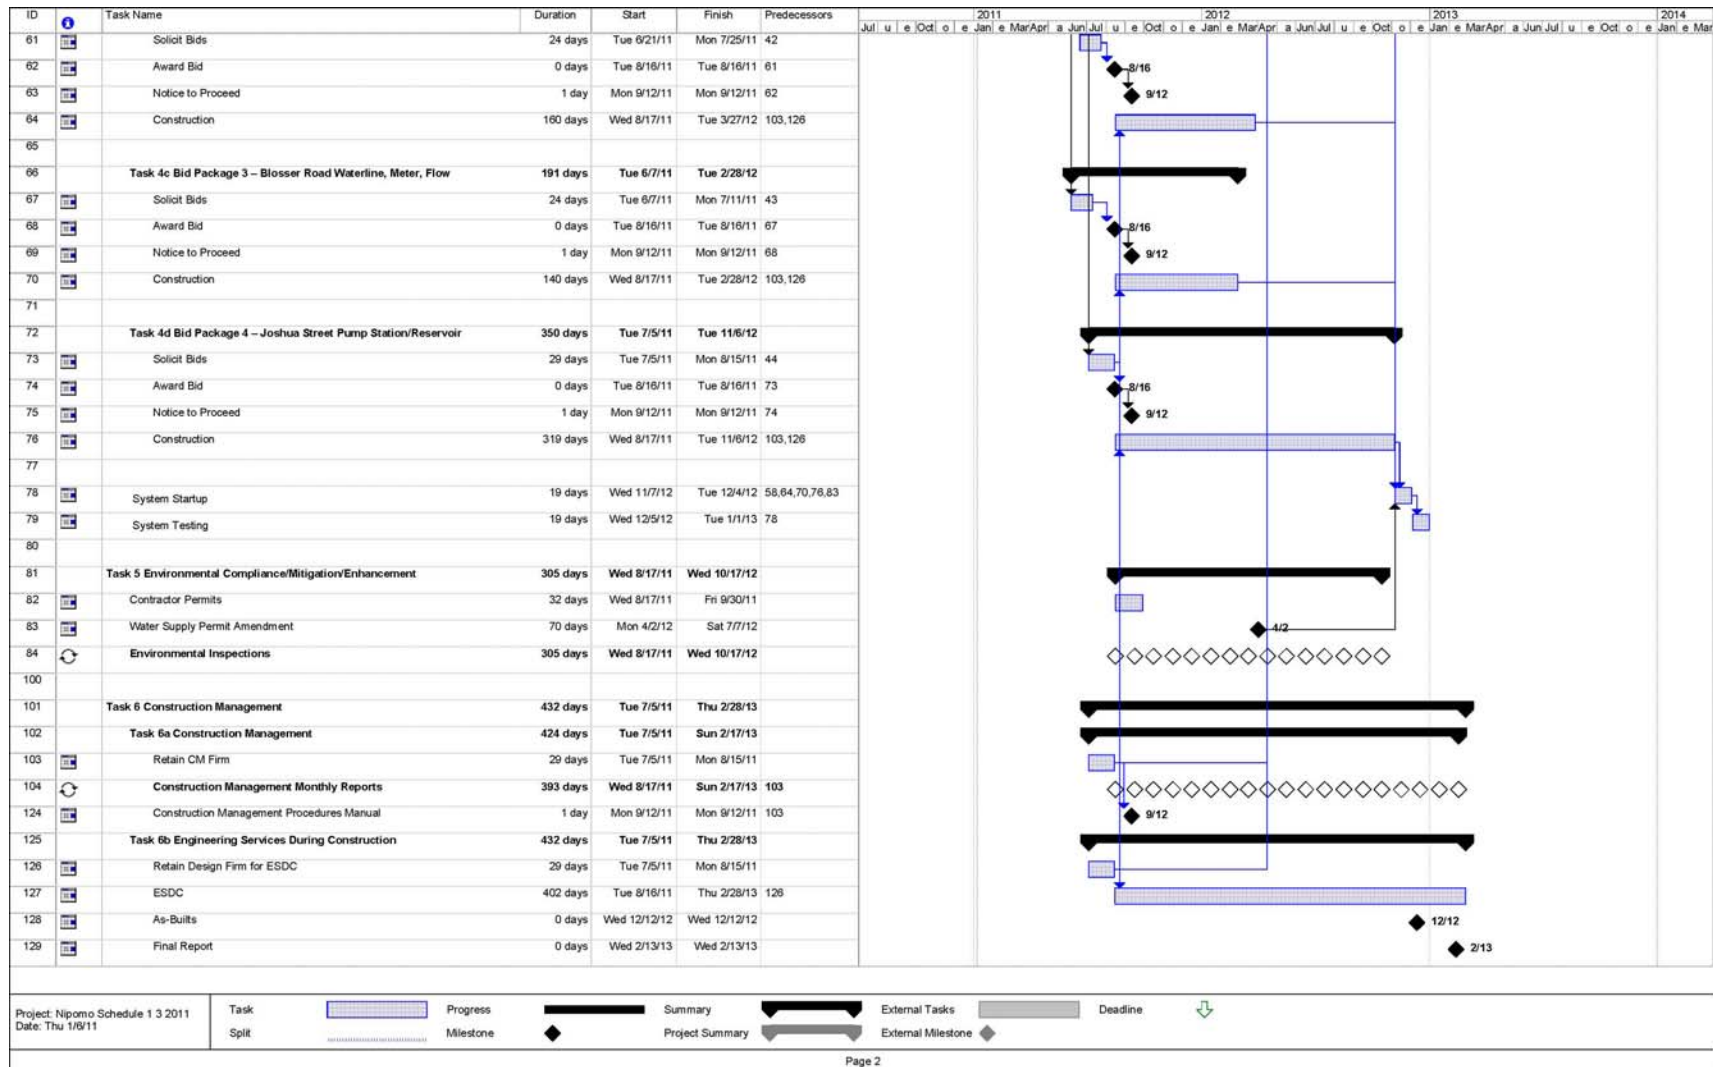 ID Task Name Duration Start Finish Predecessors
2011 2012 2013 2014
Jul u e Oct o e Jan e Mar Apr a Jun Jul u e Oct o e Jan e Mar Apr a Jun Jul u e Oct o e Jan e Mar Apr a Jun Jul u e Oct o e Jan e Mar
61 Solicit Bids 24 days Tue 6/21/11 Mon 7/25/11 42
62 Award Bid 0 days Tue 8/16/11 Tue 8/16/11 61 8/16
63 Notice to Proceed 1 day Mon 9/12/11 Mon 9/12/11 62 9/12
64 Construction 160 days Wed 8/17/11 Tue 3/27/12 103,126
65
66 Task 4c Bid Package 3 – Blosser Road Waterline, Meter, Flow 191 days Tue 6/7/11 Tue 2/28/12
67 Solicit Bids 24 days Tue 6/7/11 Mon 7/11/11 43
68 Award Bid 0 days Tue 8/16/11 Tue 8/16/11 67 8/16
69 Notice to Proceed 1 day Mon 9/12/11 Mon 9/12/11 68 9/12
70 Construction 140 days Wed 8/17/11 Tue 2/28/12 103,126
71
72 Task 4d Bid Package 4 – Joshua Street Pump Station/Reservoir 350 days Tue 7/5/11 Tue 11/6/12
73 Solicit Bids 29 days Tue 7/5/11 Mon 8/15/11 44
74 Award Bid 0 days Tue 8/16/11 Tue 8/16/11 73 8/16
75 Notice to Proceed 1 day Mon 9/12/11 Mon 9/12/11 74 9/12
76 Construction 319 days Wed 8/17/11 Tue 11/6/12 103,126
77
78 System Startup 19 days Wed 11/7/12 Tue 12/4/12 58,64,70,76,83
79 System Testing 19 days Wed 12/5/12 Tue 1/1/13 78
80
81 Task 5 Environmental Compliance/Mitigation/Enhancement 305 days Wed 8/17/11 Wed 10/17/12
82 Contractor Permits 32 days Wed 8/17/11 Fri 9/30/11
83 Water Supply Permit Amendment 70 days Mon 4/2/12 Sat 7/7/12 4/2
84 Environmental Inspections 305 days Wed 8/17/11 Wed 10/17/12
100
101 Task 6 Construction Management 432 days Tue 7/5/11 Thu 2/28/13
102 Task 6a Construction Management 424 days Tue 7/5/11 Sun 2/17/13
103 Retain CM Firm 29 days Tue 7/5/11 Mon 8/15/11
104 Construction Management Monthly Reports 393 days Wed 8/17/11 Sun 2/17/13 103
124 Construction Management Procedures Manual 1 day Mon 9/12/11 Mon 9/12/11 103 9/12
125 Task 6b Engineering Services During Construction 432 days Tue 7/5/11 Thu 2/28/13
126 Retain Design Firm for ESDC 29 days Tue 7/5/11 Mon 8/15/11
127 ESDC 402 days Tue 8/16/11 Thu 2/28/13 126
128 As-Builts 0 days Wed 12/12/12 Wed 12/12/12 12/12
129 Final Report 0 days Wed 2/13/13 Wed 2/13/13 2/13
Project: Nipomo Schedule 1 3 2011
Date: Thu 1/6/11
Task Progress Summary External Tasks Deadline
Split Milestone Project Summary External Milestone
Page 2